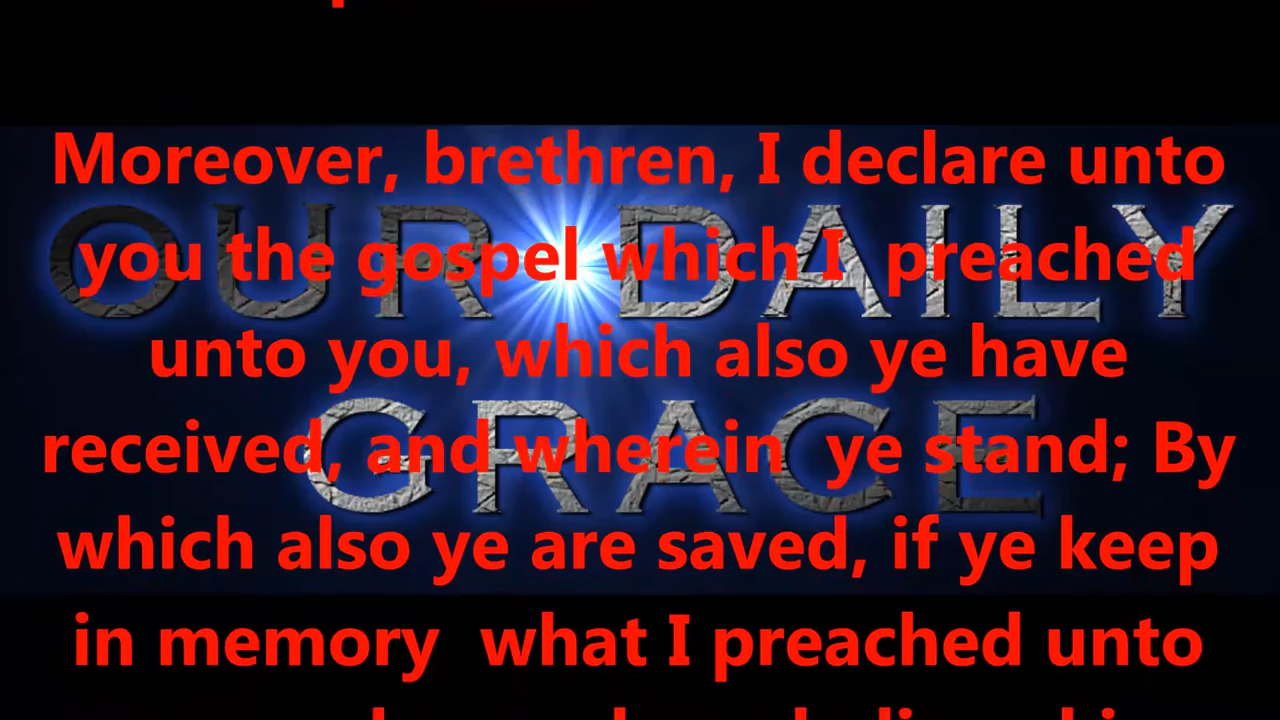 Moreover, brethren, I declare unto
you the gospel which I preached
unto you, which also ye have
received, and wherein ye stand; By
which also ye are saved, if ye keep
in memory what I preached unto
OUR DAILY
GRACE